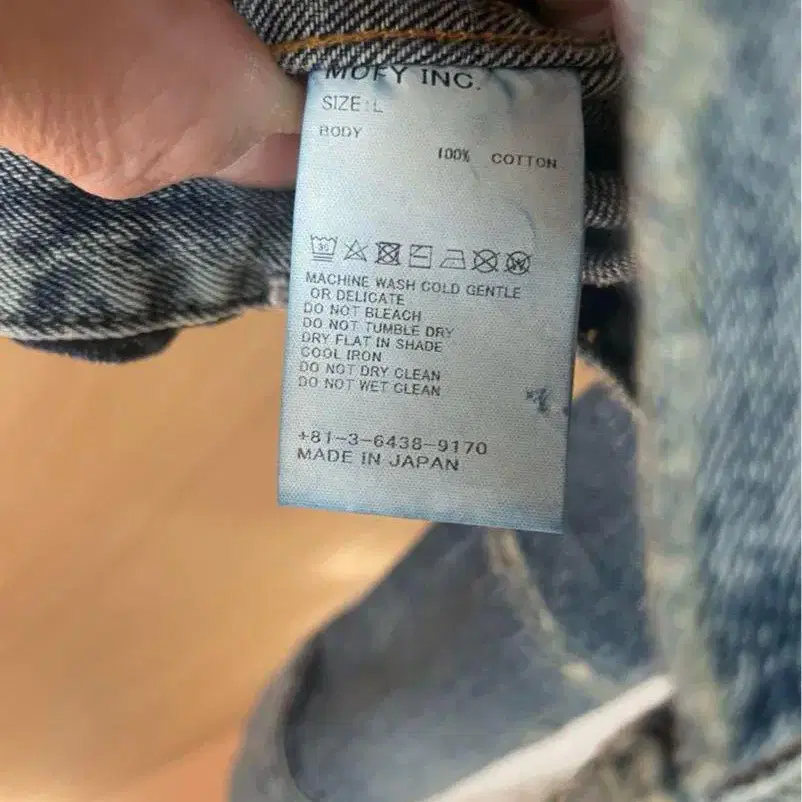 MOFY INC.
SIZE:L
BODY
100% COTTON
30
MACHINE WASH COLD GENTLE
OR DELICATE
DO NOT BLEACH
DO NOT TUMBLE DRY
DRY FLAT IN SHADE
COOL IRON
DO NOT DRY CLEAN
DO NOT WET CLEAN
+81-3-6438-9170
MADE IN JAPAN